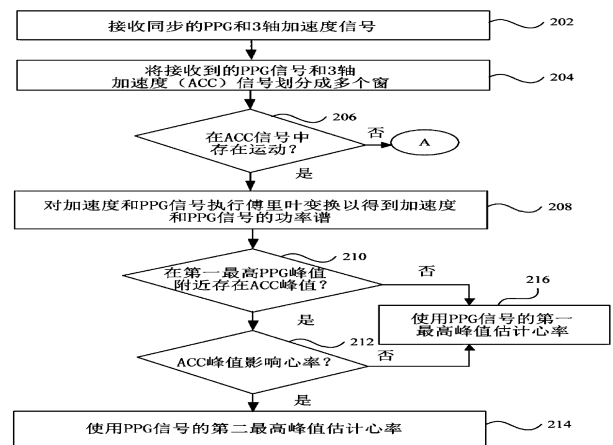 接收同步的PPG和3轴加速度信号
202
将接收到的PPG信号和3轴
加速度（ACC）信号划分成多个窗
204
206
在ACC信号中
存在运动？
否
A
是
对加速度和PPG信号执行傅里叶变换以得到加速度
和PPG信号的功率谱
208
210
在第一最高PPG峰值
附近存在ACC峰值？
否
216
使用PPG信号的第一
最高峰值估计心率
是
212
ACC峰值影响心率？
否
是
使用PPG信号的第二最高峰值估计心率
214